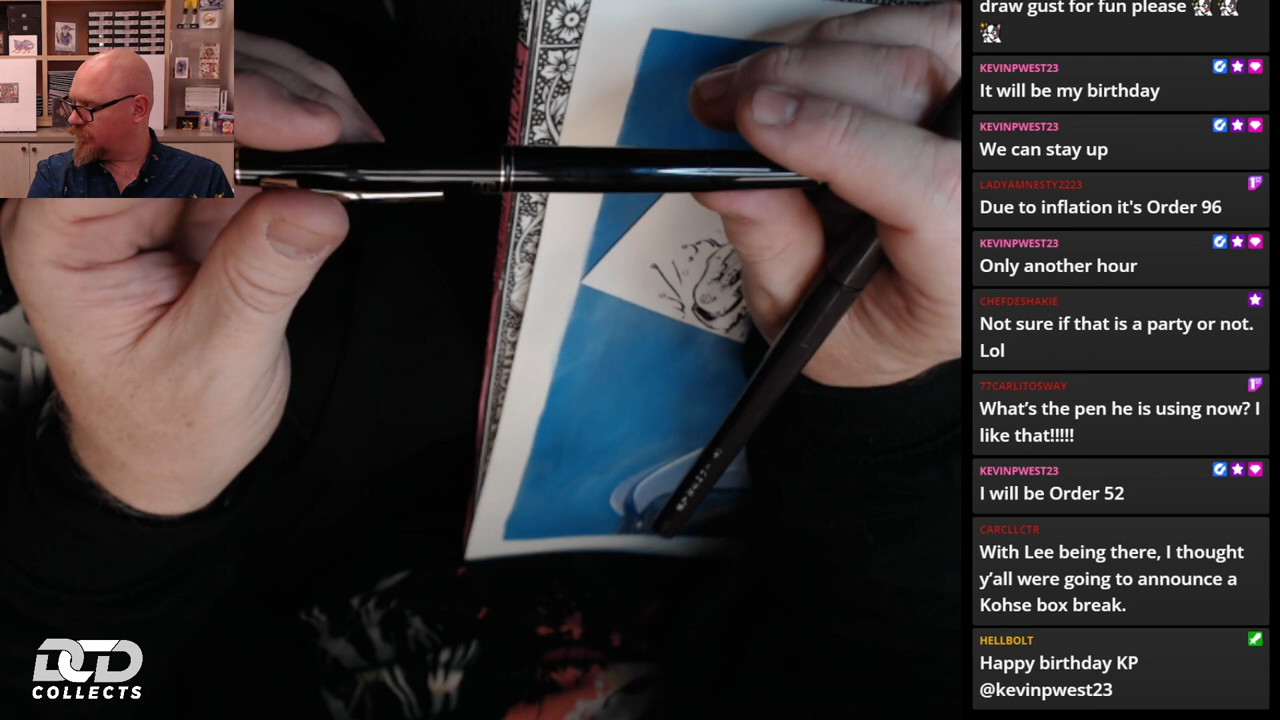 draw gust for fun please
KEVINPWEST23
It will be my birthday
KEVINPWEST23
We can stay up
LADYAMNESTY2223
Due to inflation it's Order 96
KEVINPWEST23
Only another hour
CHEFDESHAKIE
Not sure if that is a party or not.
Lol
77CARLITOSWAY
What's the pen he is using now? I
like that!!!!!
KEVINPWEST23
I will be Order 52
CARCLLCTR
With Lee being there, I thought
y'all were going to announce a
Kohse box break.
HELLBOLT
Happy birthday KP
@kevinpwest23
DCD
COLLECTS